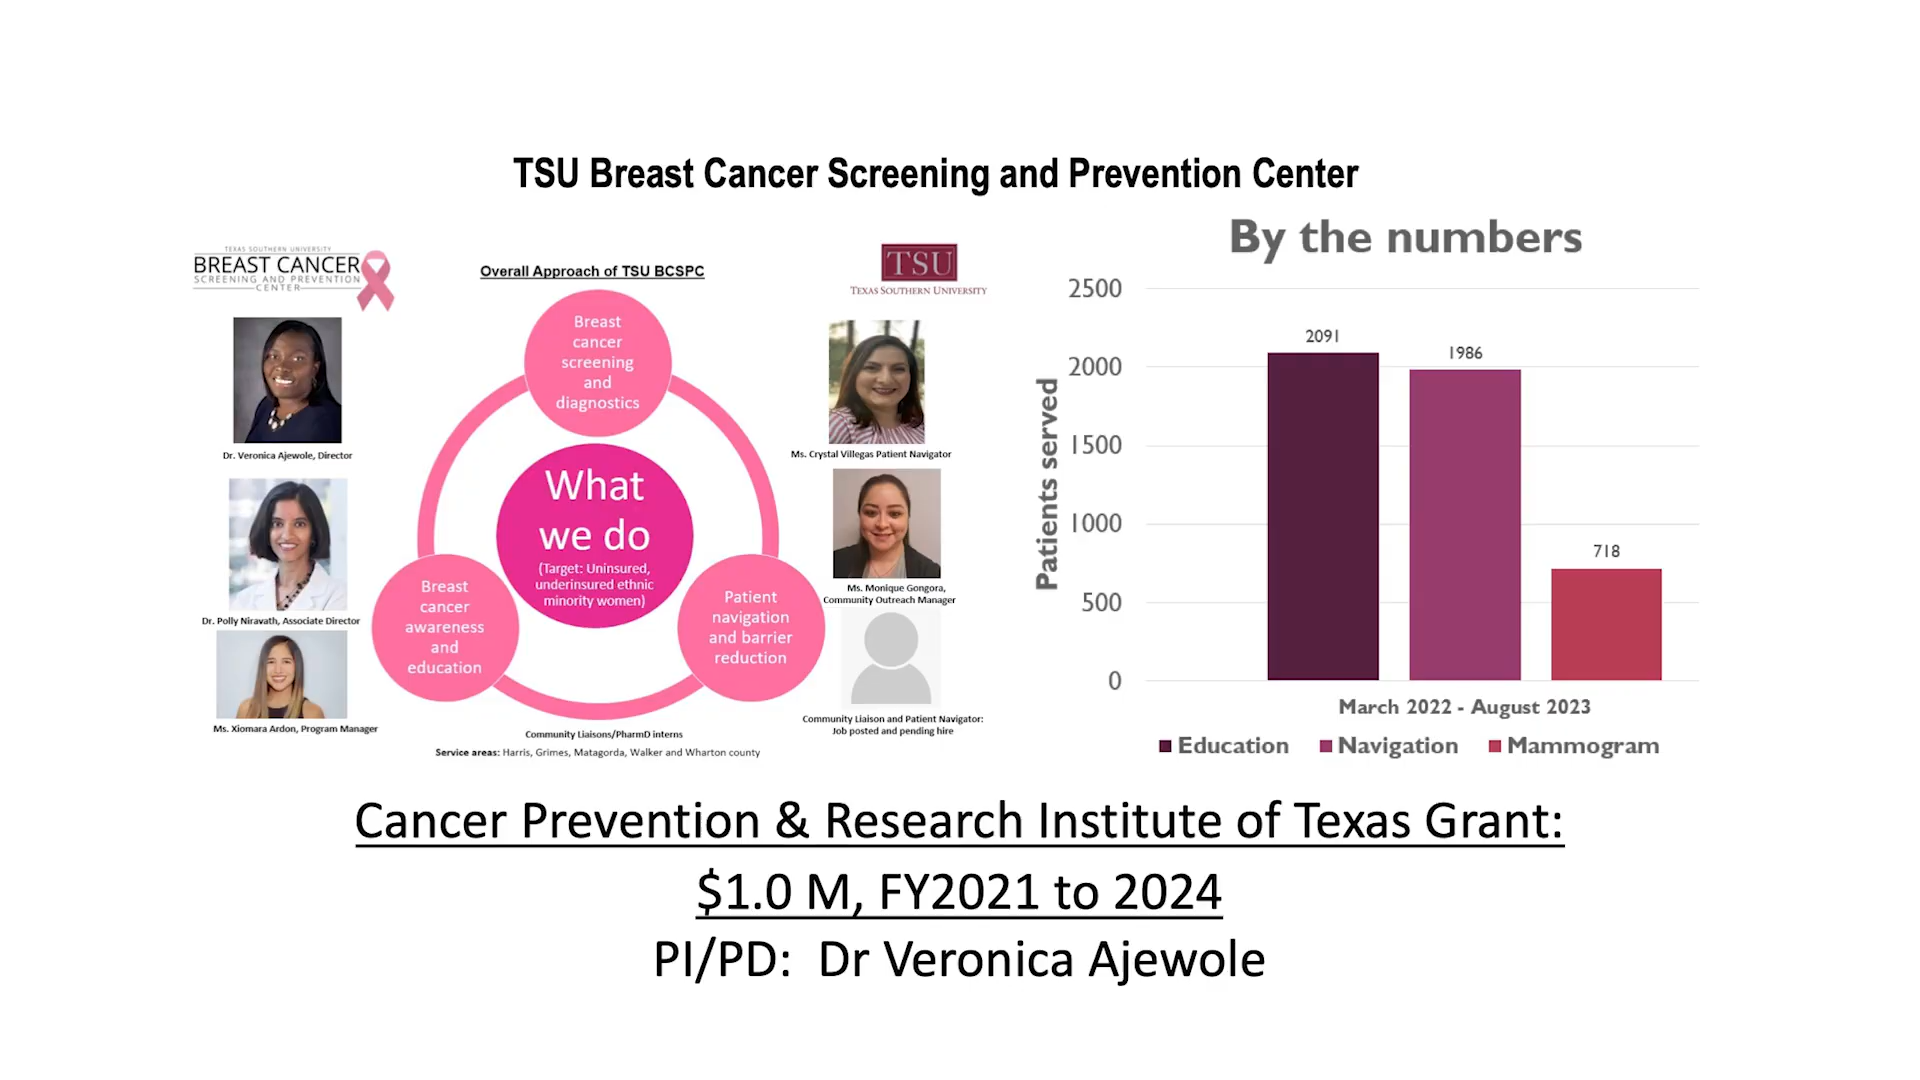 TSU Breast Cancer Screening and Prevention Center
TEXAS SOUTHERN UNIVERSITY
BREAST CANCER
SCREENING AND PREVENTION
CENTER
Dr. Veronica Ajewole, Director
Dr. Polly Niravath, Associate Director
Ms. Xiomara Ardon, Program Manager
Overall Approach of TSU BCSPC
Breast
cancer
screening
and
diagnostics
What
we do
(Target: Uninsured,
underinsured ethnic
minority women)
Breast
cancer
awareness
and
education
Patient
navigation
and barrier
reduction
Community Liaisons/PharmD interns
Service areas: Harris, Grimes, Matagorda, Walker and Wharton county
TSU
TEXAS SOUTHERN UNIVERSITY
Ms. Crystal Villegas Patient Navigator
Ms. Monique Gongora,
Community Outreach Manager
Community Liaison and Patient Navigator:
Job posted and pending hire
By the numbers
Patients served
2500
2000
1500
1000
500
0
2091
1986
718
March 2022 - August 2023
Education Navigation Mammogram
Cancer Prevention & Research Institute of Texas Grant:
$1.0 M, FY2021 to 2024
PI/PD: Dr Veronica Ajewole